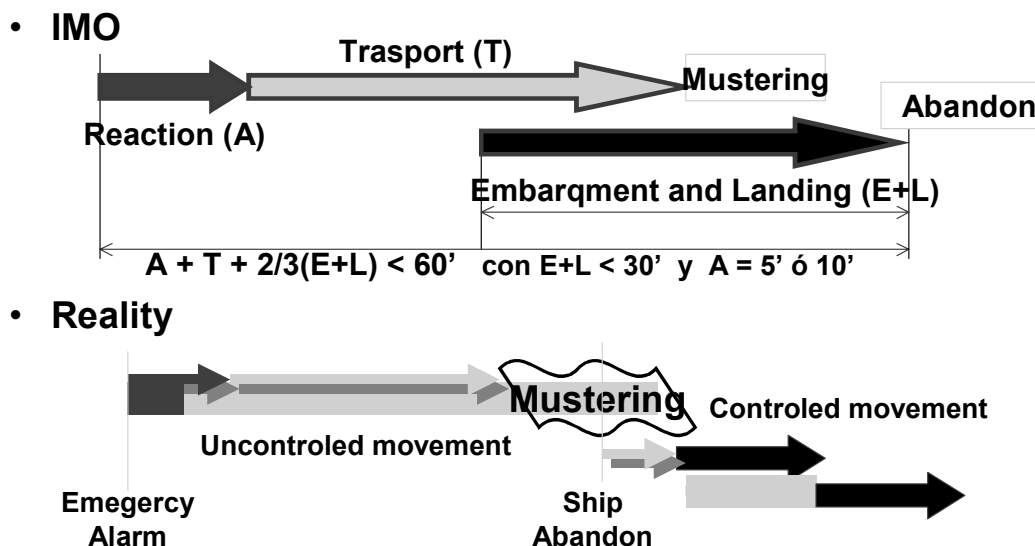 • IMO
Trasport (T)
Mustering
Abandon
Reaction (A)
Embarqment and Landing (E+L)
A + T + 2/3(E+L) < 60’ con E+L < 30’ y A = 5’ ó 10’
• Reality
Mustering
Controled movement
Uncontroled movement
Emegercy
Alarm
Ship
Abandon